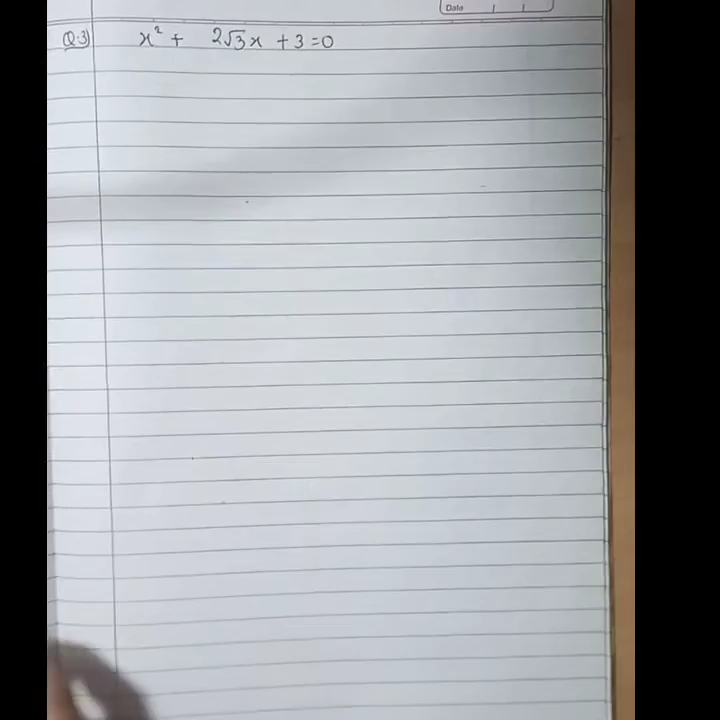 Date
Q.3) x² + 2√3x + 3 = 0